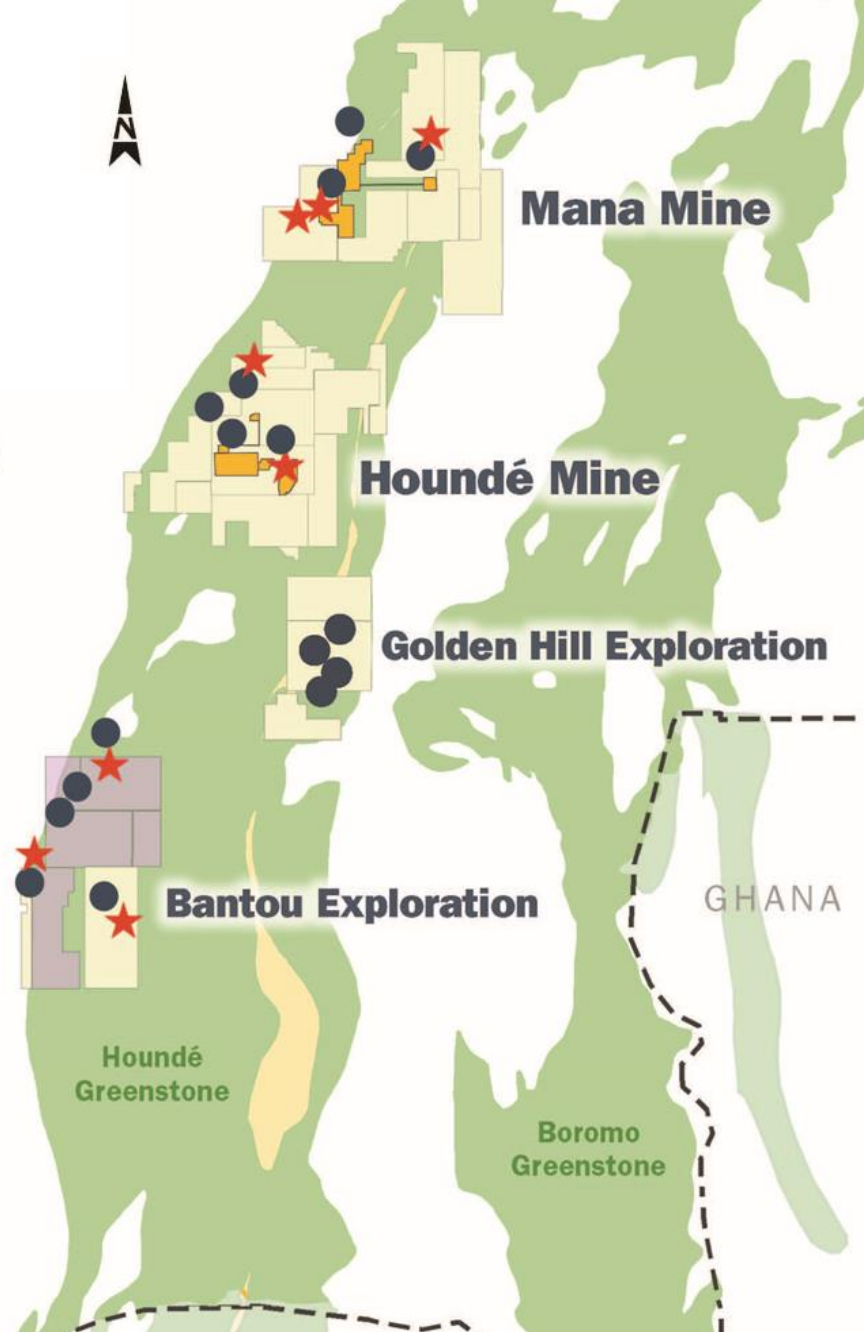 N
Mana Mine
Houndé Mine
Golden Hill Exploration
GHANA
Bantou Exploration
Houndé
Greenstone
Boromo
Greenstone